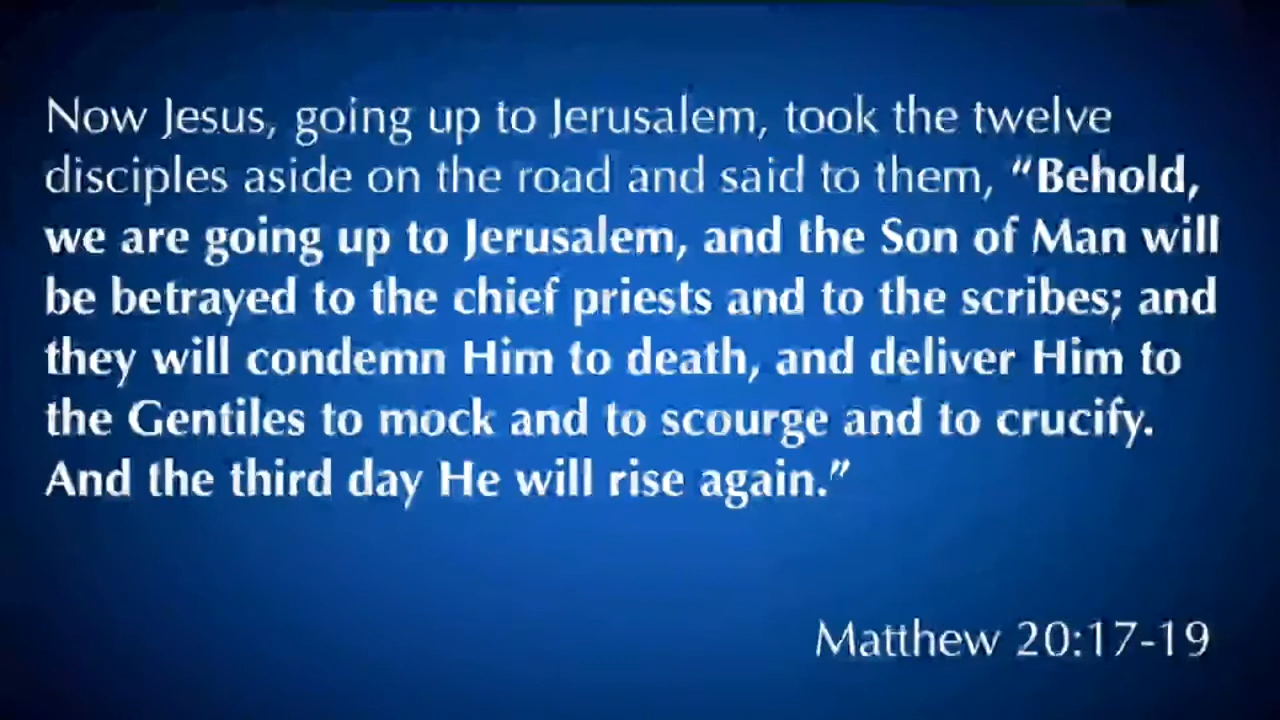 Now Jesus, going up to Jerusalem, took the twelve
disciples aside on the road and said to them, “Behold,
we are going up to Jerusalem, and the Son of Man will
be betrayed to the chief priests and to the scribes; and
they will condemn Him to death, and deliver Him to
the Gentiles to mock and to scourge and to crucify.
And the third day He will rise again.”
Matthew 20:17-19